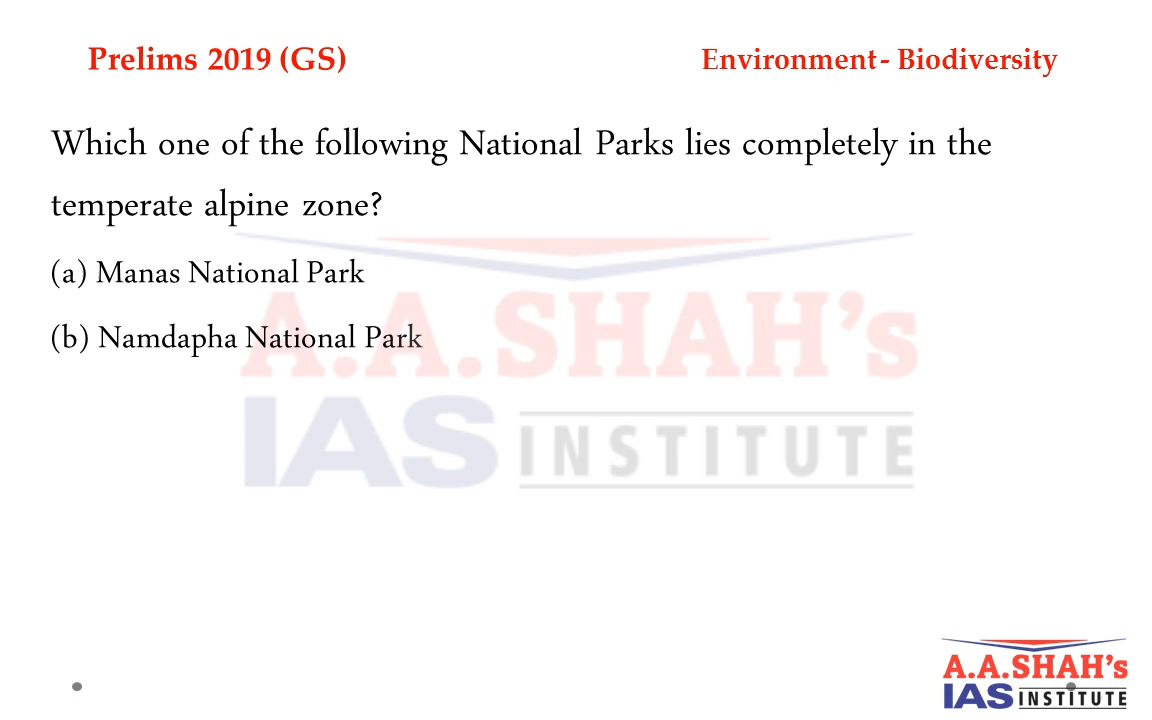 Prelims 2019 (GS)
Environment - Biodiversity
Which one of the following National Parks lies completely in the
temperate alpine zone?
(a) Manas National Park
(b) Namdapha National Park
A.A.SHAH's
IAS INSTITUTE
A.A.SHAH's
IAS INSTITUTE